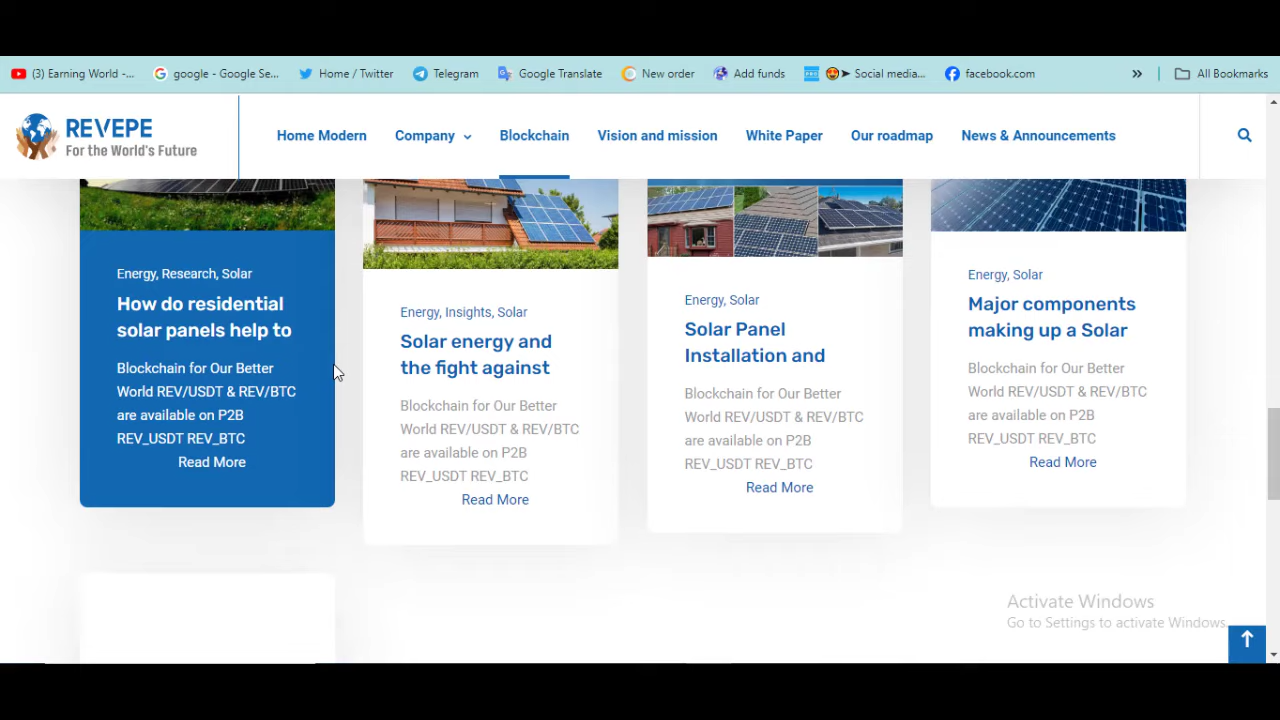 (3) Earning World -...
google - Google Se...
Home / Twitter
Telegram
Google Translate
New order
Add funds
Social media...
facebook.com
»
All Bookmarks
REVEPE
For the World's Future
Home Modern
Company
Blockchain
Vision and mission
White Paper
Our roadmap
News & Announcements
Energy, Research, Solar
How do residential
solar panels help to
Blockchain for Our Better
World REV/USDT & REV/BTC
are available on P2B
REV_USDT REV_BTC
Read More
Energy, Insights, Solar
Solar energy and
the fight against
Blockchain for Our Better
World REV/USDT & REV/BTC
are available on P2B
REV_USDT REV_BTC
Read More
Energy, Solar
Solar Panel
Installation and
Blockchain for Our Better
World REV/USDT & REV/BTC
are available on P2B
REV_USDT REV_BTC
Read More
Energy, Solar
Major components
making up a Solar
Blockchain for Our Better
World REV/USDT & REV/BTC
are available on P2B
REV_USDT REV_BTC
Read More
Activate Windows
Go to Settings to activate Windows.